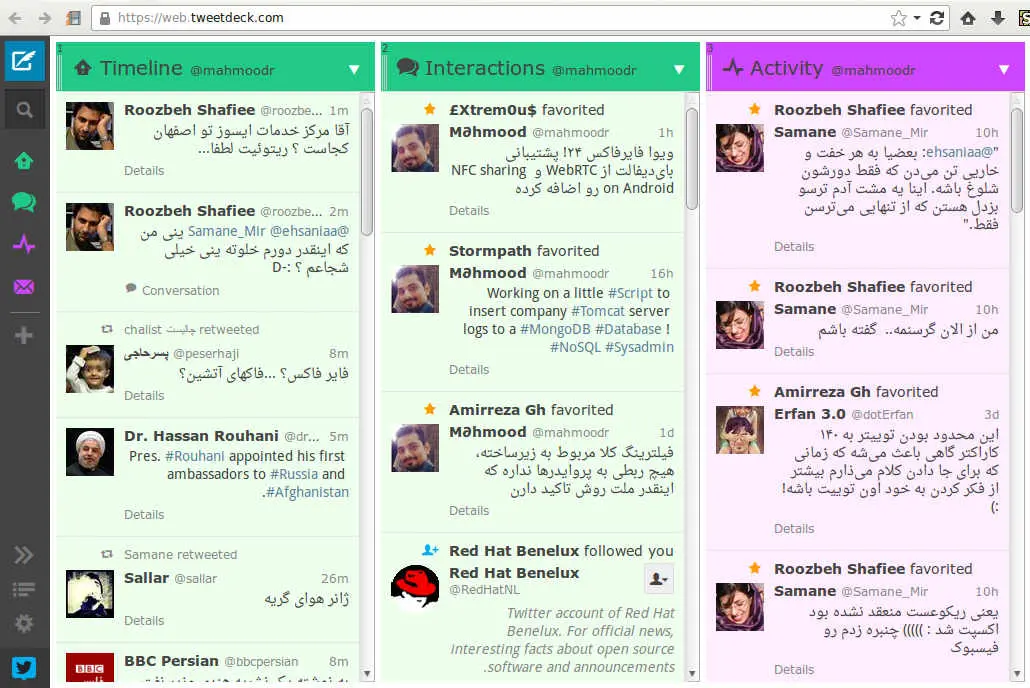 https://web.tweetdeck.com
1
Timeline @mahmoodr
Roozbeh Shafiee @roozbe... 1m
آقا مرکز خدمات ایسوز تو اصفهان
کجاست ؟ ریتوئیت لطفا...
Details
Roozbeh Shafiee @roozbe... 2m
@Samane_Mir @ehsaniaa ینی من
که اینقدر دورم خلوته ینی خیلی
شجاعم ؟ :-D
Conversation
chalist چالیست retweeted
پسرحاجی @peserhaji 8m
فایر فاکس؟ ...فاکهای آتشین؟
Details
Dr. Hassan Rouhani @dr... 5m
Pres. #Rouhani appointed his first
ambassadors to #Russia and
#Afghanistan.
Details
Samane retweeted
Sallar @sallar 26m
ژانر هوای گریه
Details
BBC Persian @bbcpersian 8m
BBC
2
Interactions @mahmoodr
£Xtrem0u$ favorited
M∂hmood @mahmoodr 1h
ویوا فایرفاکس ۲۴! پشتیبانی
بای‌دیفالت از WebRTC و NFC sharing
on Android رو اضافه کرده
Details
Stormpath favorited
M∂hmood @mahmoodr 16h
Working on a little #Script to
insert company #Tomcat server
logs to a #MongoDB #Database !
#NoSQL #Sysadmin
Details
Amirreza Gh favorited
M∂hmood @mahmoodr 1d
فیلترینگ کلا مربوط به زیرساخته،
هیچ ربطی به پروایدرها نداره که
اینقدر ملت روش تاکید دارن
Details
Red Hat Benelux followed you
Red Hat Benelux
@RedHatNL
Twitter account of Red Hat
Benelux. For official news,
interesting facts about open source
software and announcements.
3
Activity @mahmoodr
Roozbeh Shafiee favorited
Samane @Samane_Mir 10h
"@ehsaniaa: بعضیا به هر خفت و
خاریی تن می‌دن که فقط دورشون
شلوغ باشه. اینا یه مشت آدم ترسو
بزدل هستن که از تنهایی می‌ترسن
فقط."
Details
Roozbeh Shafiee favorited
Samane @Samane_Mir 10h
من از الان گرسنمه.. گفته باشم
Details
Amirreza Gh favorited
Erfan 3.0 @dotErfan 3d
این محدود بودن توییتر به ۱۴۰
کاراکتر گاهی باعث می‌شه که زمانی
که برای جا دادن کلام می‌ذارم بیشتر
از فکر کردن به خود اون توییت باشه!
:)
Details
Roozbeh Shafiee favorited
Samane @Samane_Mir 10h
یعنی ریکوعست منعقد نشده بود
اکسپت شد : ))))) چنبره زدم رو
فیسبوک
Details